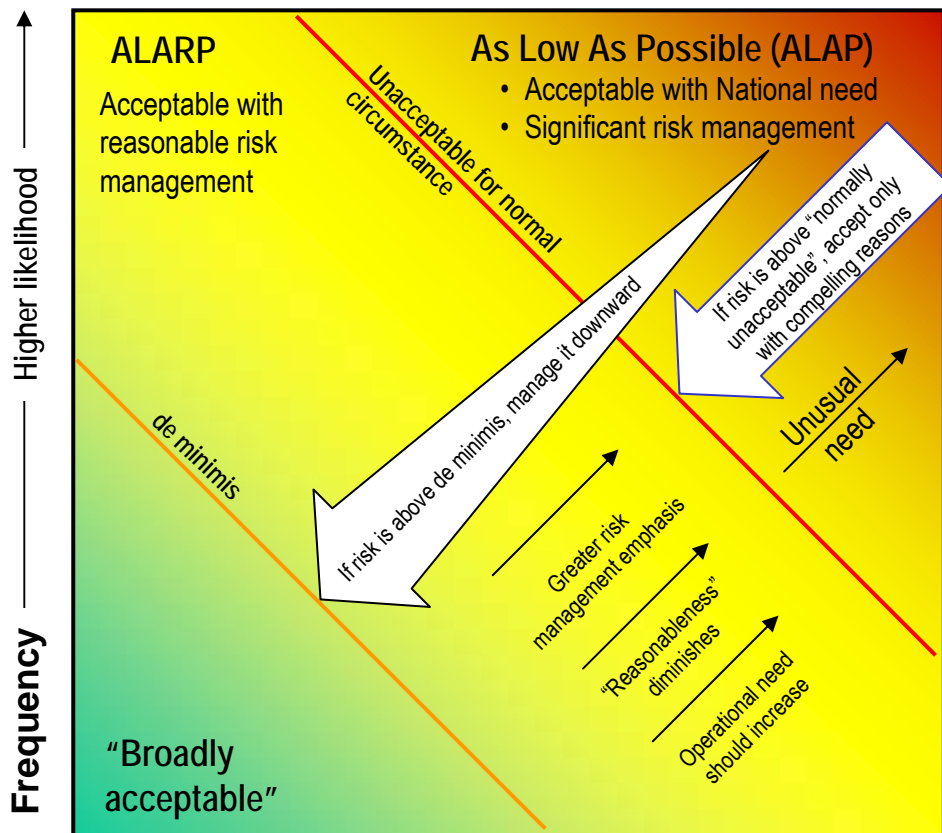 ALARP
Acceptable with
reasonable risk
management
As Low As Possible (ALAP)
• Acceptable with National need
• Significant risk management
Unacceptable for normal
circumstance
If risk is above “normally
unacceptable”, accept only
with compelling reasons
If risk is above de minimis, manage it downward
Unusual
need
de minimis
Greater risk
management emphasis
“Reasonableness”
diminishes
Operational need
should increase
“Broadly
acceptable”
Frequency
Higher likelihood